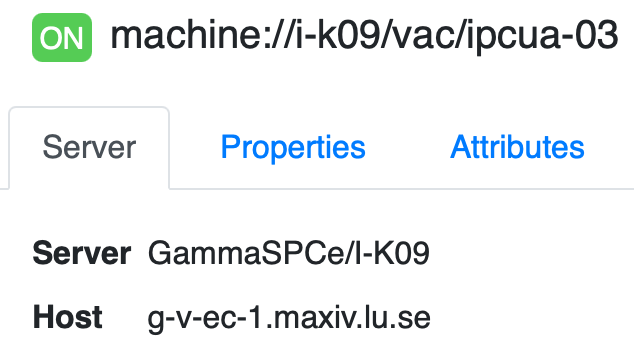 ON machine://i-k09/vac/ipcua-03
Server Properties Attributes
Server GammaSPCe/I-K09
Host g-v-ec-1.maxiv.lu.se